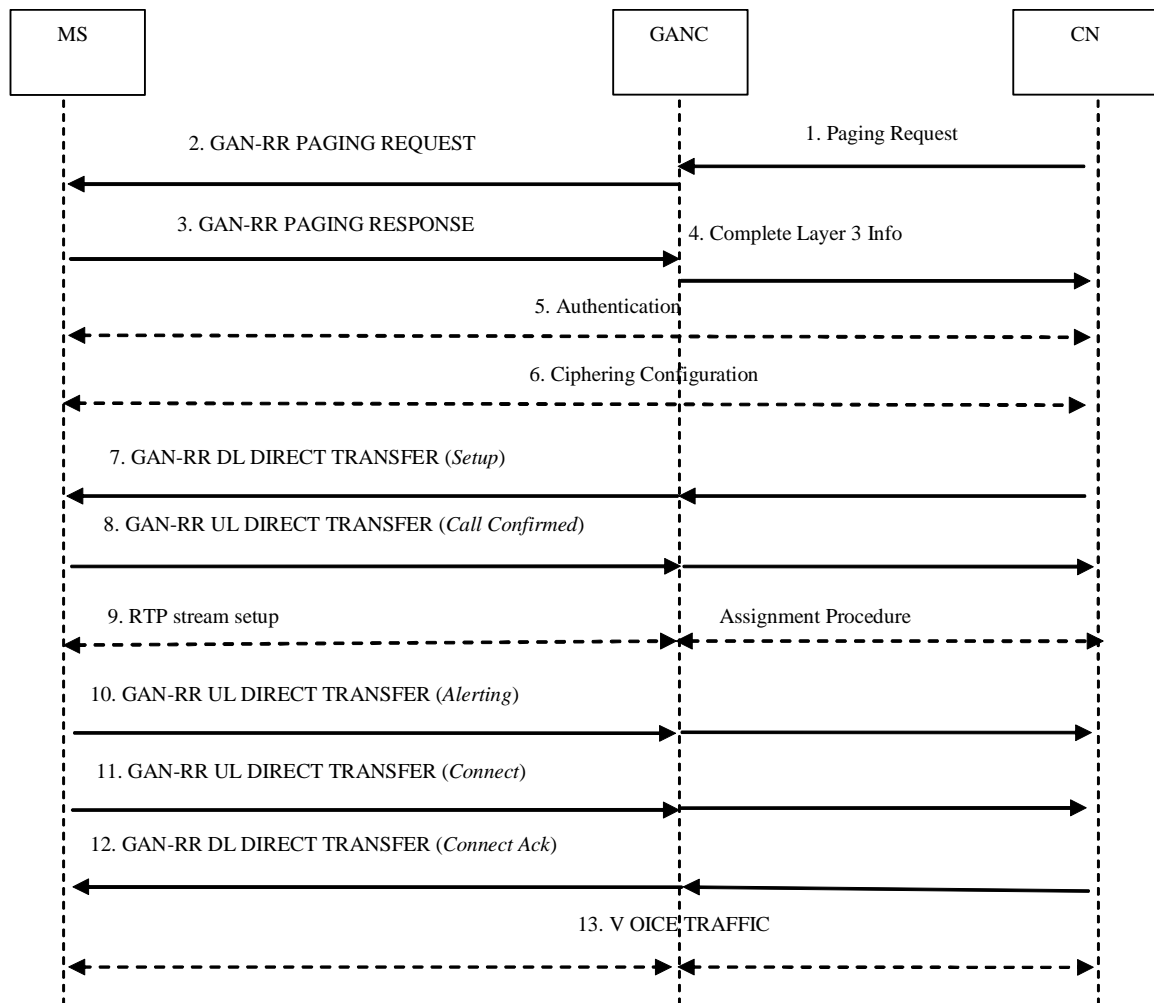 MS
GANC
CN
1. Paging Request
2. GAN-RR PAGING REQUEST
3. GAN-RR PAGING RESPONSE
4. Complete Layer 3 Info
5. Authentication
6. Ciphering Configuration
7. GAN-RR DL DIRECT TRANSFER (Setup)
8. GAN-RR UL DIRECT TRANSFER (Call Confirmed)
9. RTP stream setup
Assignment Procedure
10. GAN-RR UL DIRECT TRANSFER (Alerting)
11. GAN-RR UL DIRECT TRANSFER (Connect)
12. GAN-RR DL DIRECT TRANSFER (Connect Ack)
13. V OICE TRAFFIC